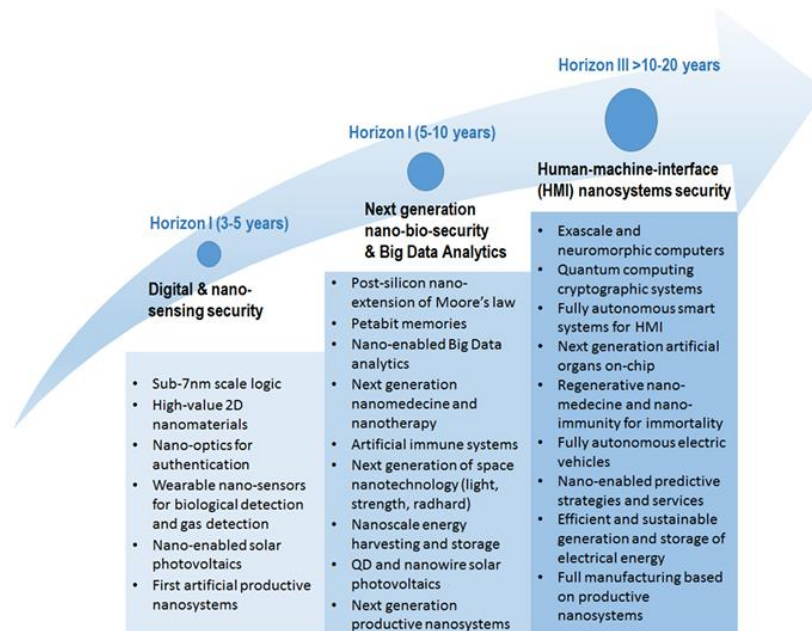 Horizon I (3-5 years)
Digital & nano-
sensing security
• Sub-7nm scale logic
• High-value 2D
nanomaterials
• Nano-optics for
authentication
• Wearable nano-sensors
for biological detection
and gas detection
• Nano-enabled solar
photovoltaics
• First artificial productive
nanosystems
Horizon I (5-10 years)
Next generation
nano-bio-security
& Big Data Analytics
• Post-silicon nano-
extension of Moore's law
• Petabit memories
• Nano-enabled Big Data
analytics
• Next generation
nanomedicine and
nanotherapy
• Artificial immune systems
• Next generation of space
nanotechnology (light,
strength, radhard)
• Nanoscale energy
harvesting and storage
• QD and nanowire solar
photovoltaics
• Next generation
productive nanosystems
Horizon III >10-20 years
Human-machine-interface
(HMI) nanosystems security
• Exascale and
neuromorphic computers
• Quantum computing
cryptographic systems
• Fully autonomous smart
systems for HMI
• Next generation artificial
organs on-chip
• Regenerative nano-
medecine and nano-
immunity for immortality
• Fully autonomous electric
vehicles
• Nano-enabled predictive
strategies and services
• Efficient and sustainable
generation and storage of
electrical energy
• Full manufacturing based
on productive
nanosystems